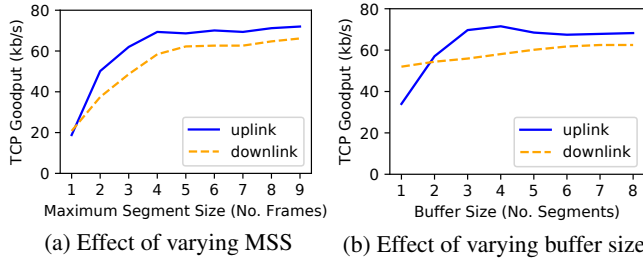 TCP Goodput (kb/s)
80
60
40
20
0
uplink
downlink
1 2 3 4 5 6 7 8 9
Maximum Segment Size (No. Frames)
(a) Effect of varying MSS
TCP Goodput (kb/s)
80
60
40
20
0
uplink
downlink
1 2 3 4 5 6 7 8
Buffer Size (No. Segments)
(b) Effect of varying buffer size